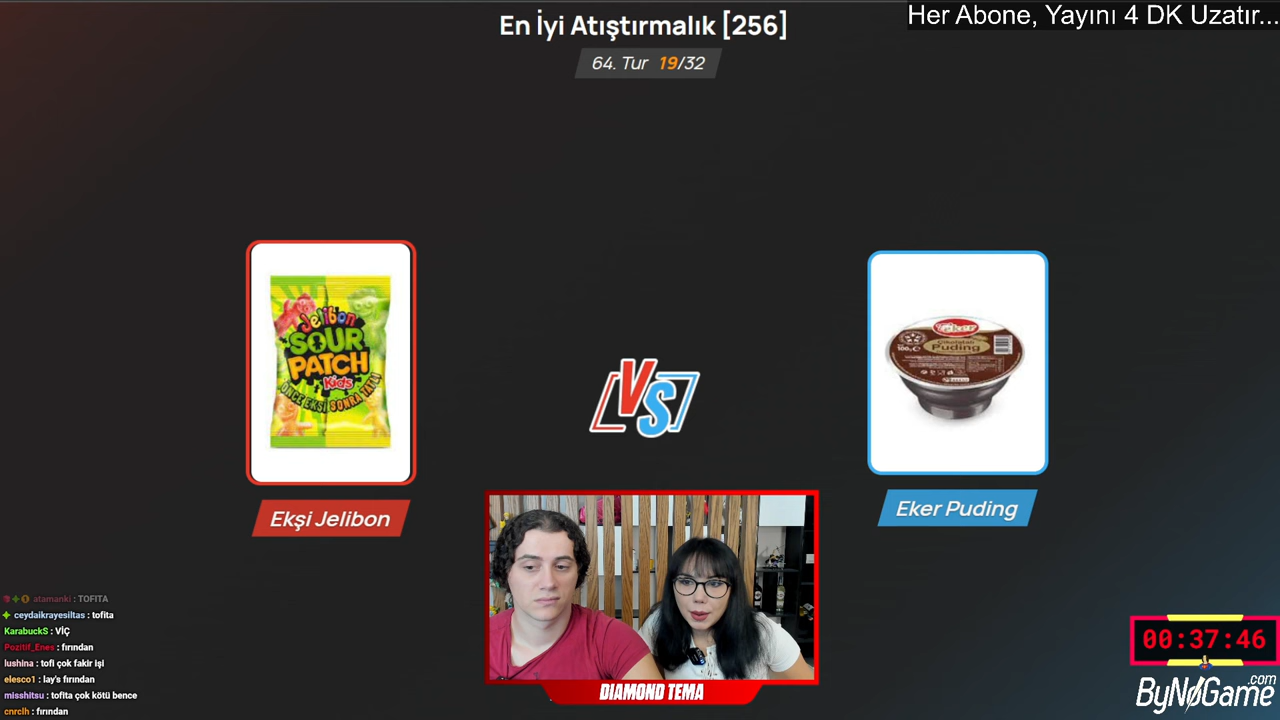 En İyi Atıştırmalık [256]
Her Abone, Yayını 4 DK Uzatır...
64. Tur 19/32
Jelibon
SOUR
PATCH
Kids
ÖNCE EKŞİ SONRA TATLI
Eker
Çikolatalı
Puding
VS
Ekşi Jelibon
Eker Puding
atamanki : TOFITA
ceydaikrayesiltas : tofita
KarabuckS : VİÇ
Pozitif_Enes : fırından
lushina : tofi çok fakir işi
elesco1 : lay's fırından
misshitsu : tofita çok kötü bence
cnrclh : fırından
DIAMOND TEMA
00:37:46
ByNoGame.com